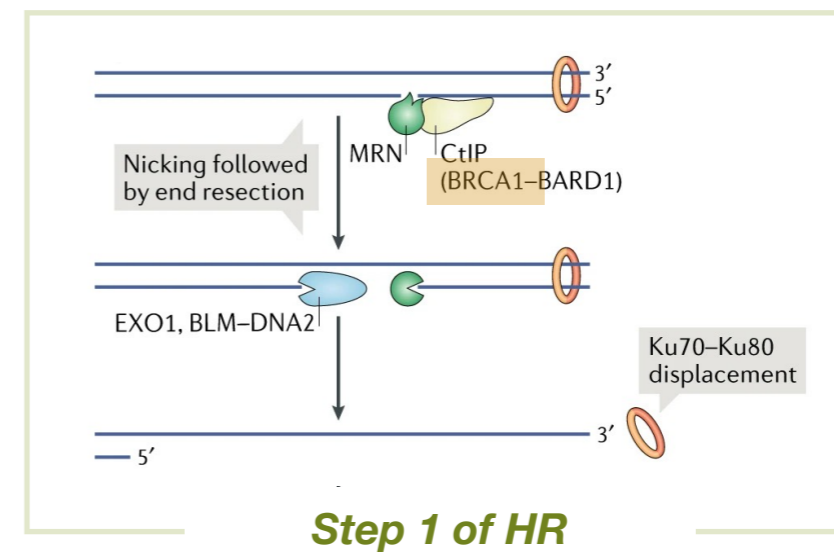 3′
5′
MRN
CtIP
(BRCA1–BARD1)
Nicking followed
by end resection
EXO1, BLM–DNA2
Ku70–Ku80
displacement
3′
5′
Step 1 of HR